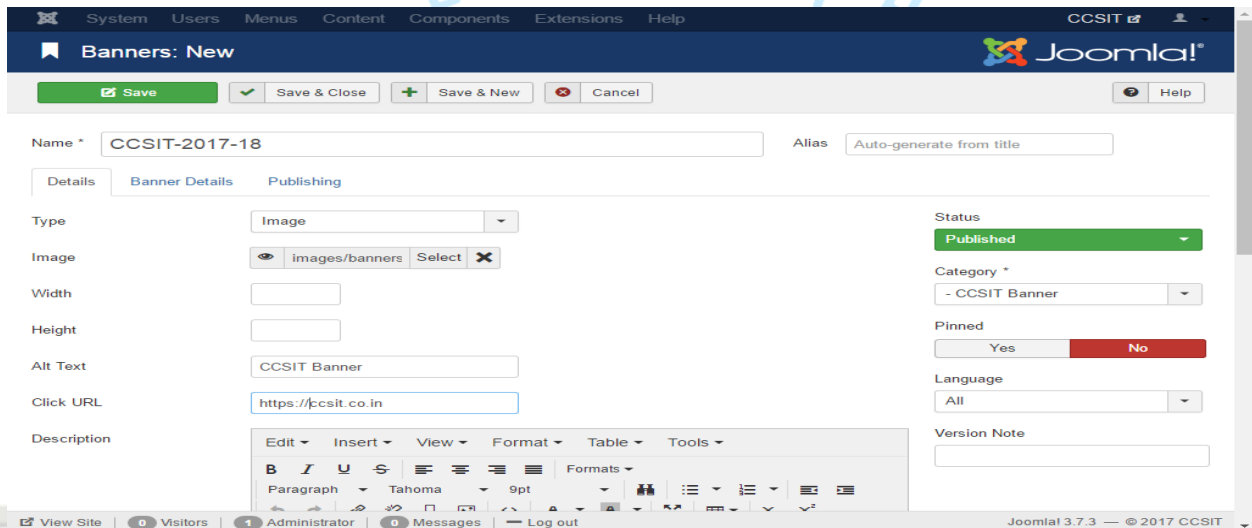 System Users Menus Content Components Extensions Help CCSIT
Banners: New Joomla!®
Save Save & Close Save & New Cancel Help
Name * CCSIT-2017-18 Alias Auto-generate from title
Details Banner Details Publishing
Type Image
Image images/banners Select
Width
Height
Alt Text CCSIT Banner
Click URL https://ccsit.co.in
Description Edit Insert View Format Table Tools
B I U S Formats
Paragraph Tahoma 9pt
Status
Published
Category *
- CCSIT Banner
Pinned
Yes No
Language
All
Version Note
View Site 0 Visitors 1 Administrator 0 Messages Log out Joomla! 3.7.3 — © 2017 CCSIT